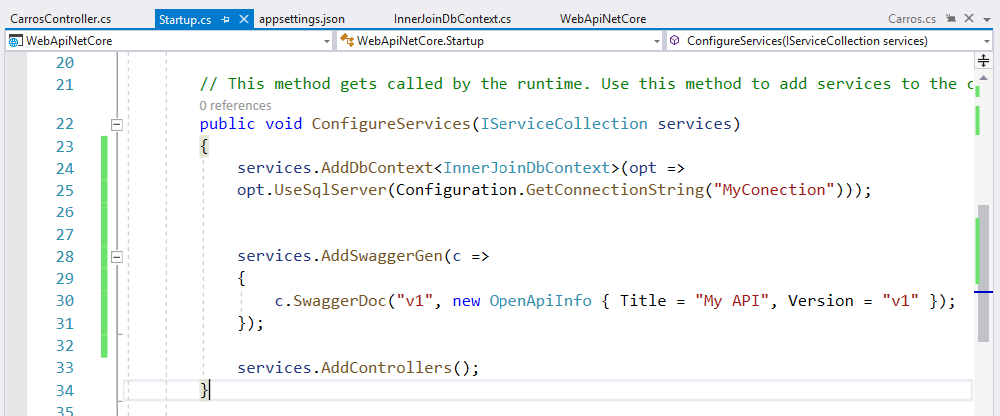 CarrosController.cs Startup.cs appsettings.json InnerJoinDbContext.cs WebApiNetCore Carros.cs
WebApiNetCore WebApiNetCore.Startup ConfigureServices(IServiceCollection services)
20
21 // This method gets called by the runtime. Use this method to add services to the c
0 references
22 public void ConfigureServices(IServiceCollection services)
23 {
24 services.AddDbContext<InnerJoinDbContext>(opt =>
25 opt.UseSqlServer(Configuration.GetConnectionString("MyConection")));
26
27
28 services.AddSwaggerGen(c =>
29 {
30 c.SwaggerDoc("v1", new OpenApiInfo { Title = "My API", Version = "v1" });
31 });
32
33 services.AddControllers();
34 }